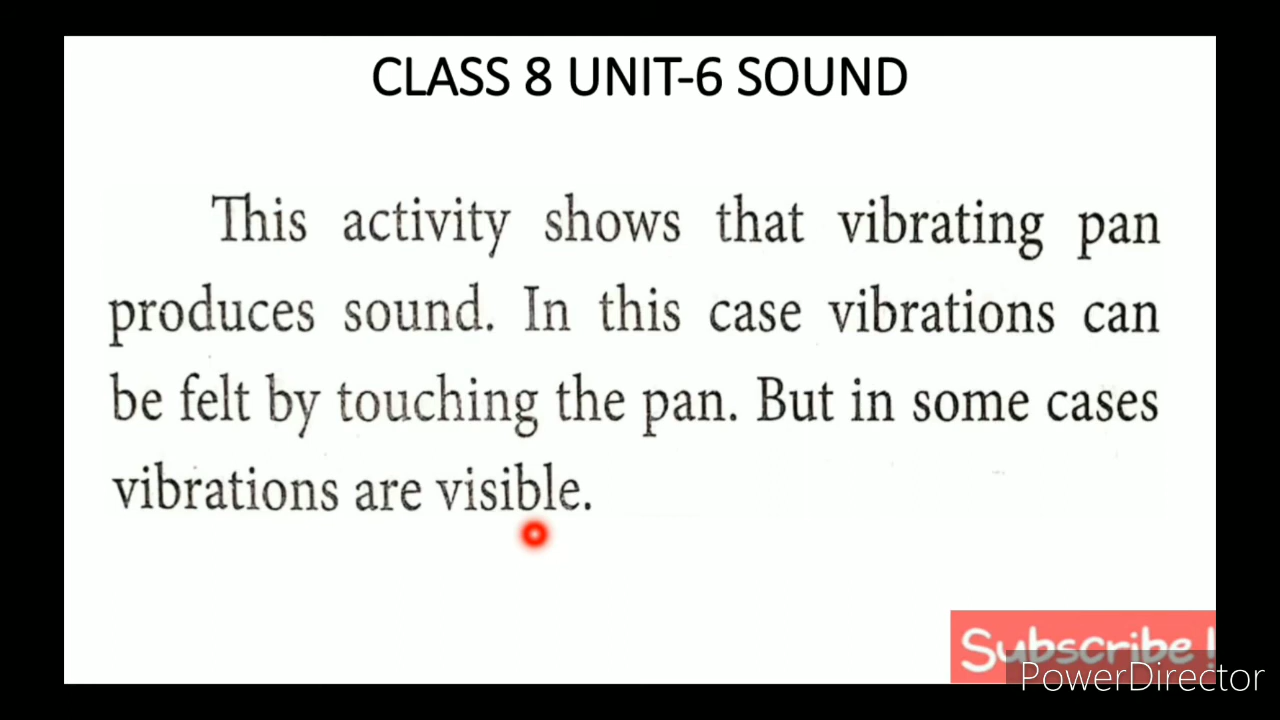 CLASS 8 UNIT-6 SOUND
This activity shows that vibrating pan
produces sound. In this case vibrations can
be felt by touching the pan. But in some cases
vibrations are visible.
Subscribe !
PowerDirector